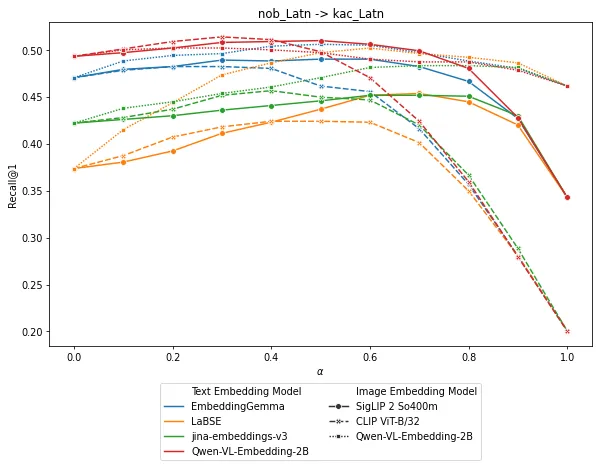 nob_Latn -> kac_Latn
Recall@1
0.50
0.45
0.40
0.35
0.30
0.25
0.20
0.0
0.2
0.4
0.6
0.8
1.0
α
Text Embedding Model
EmbeddingGemma
LaBSE
jina-embeddings-v3
Qwen-VL-Embedding-2B
Image Embedding Model
SigLIP 2 So400m
CLIP ViT-B/32
Qwen-VL-Embedding-2B